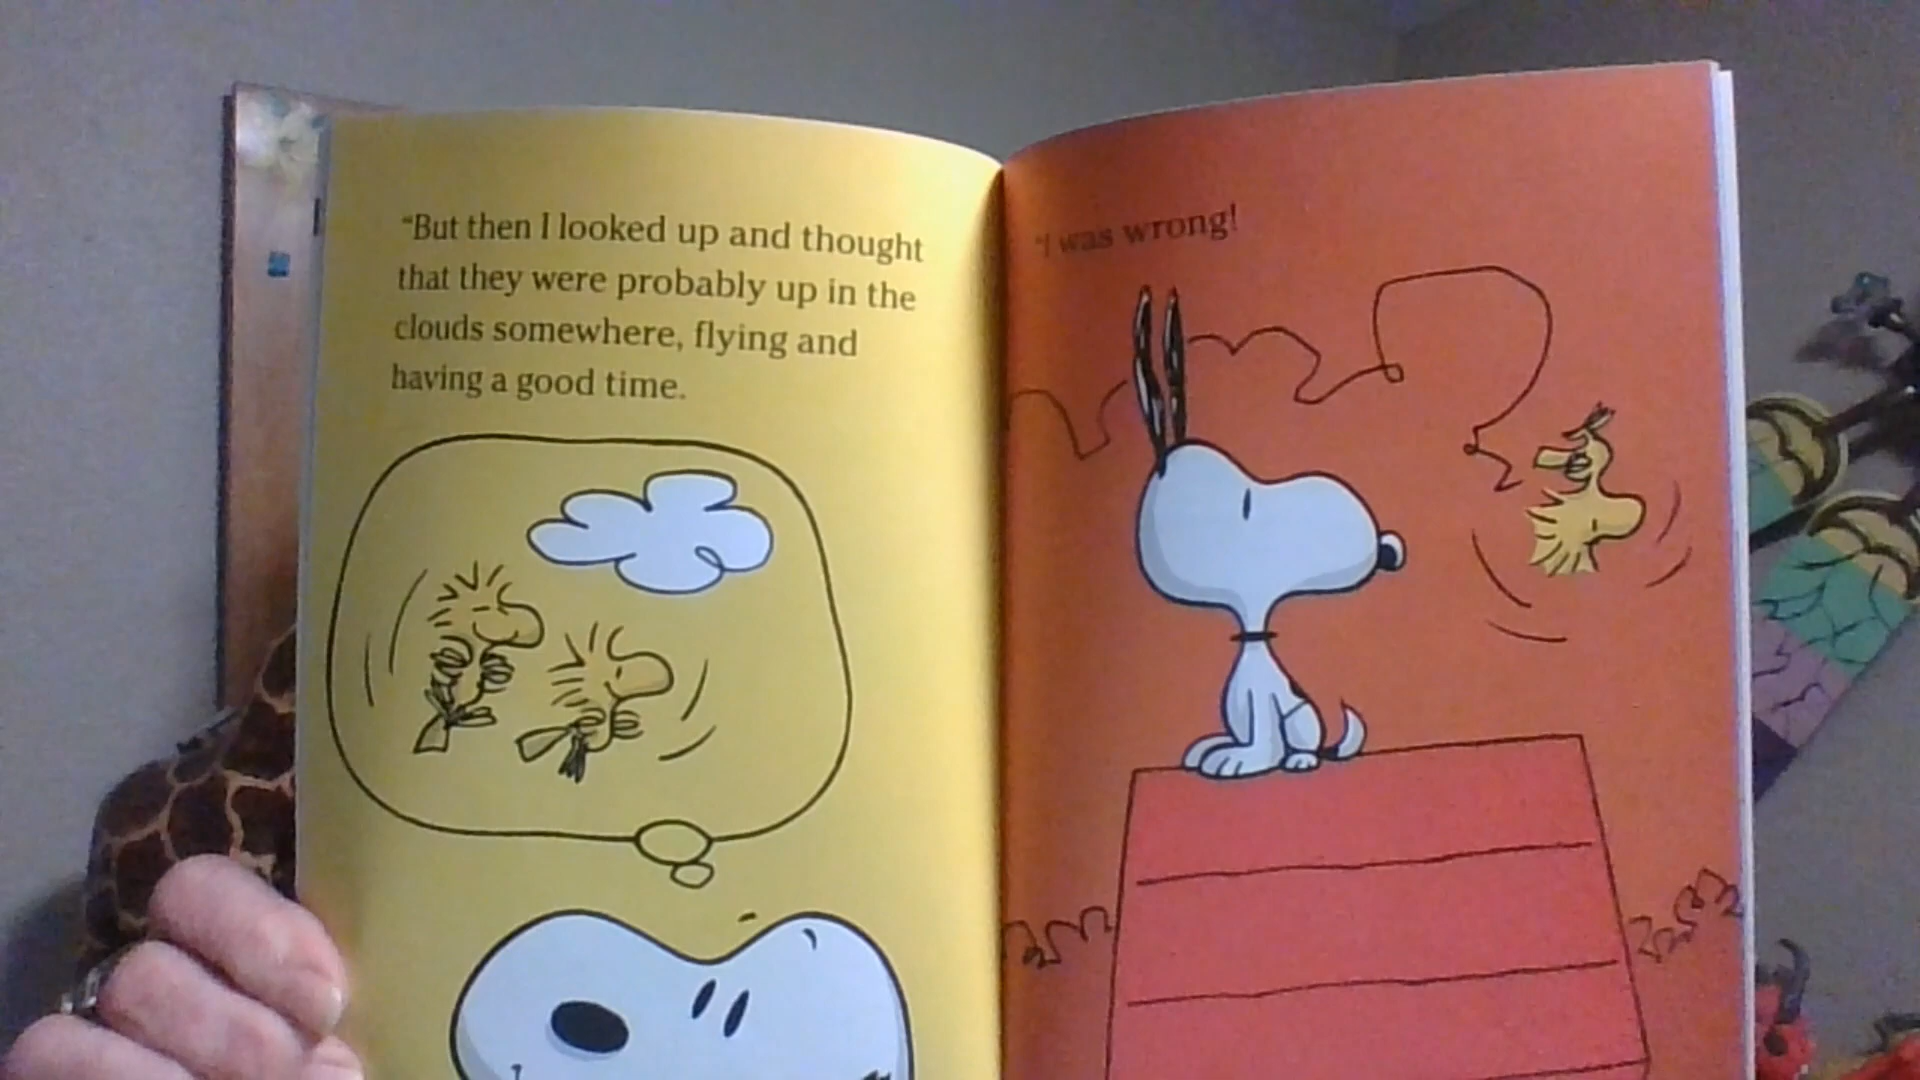 “But then I looked up and thought
that they were probably up in the
clouds somewhere, flying and
having a good time.
“I was wrong!